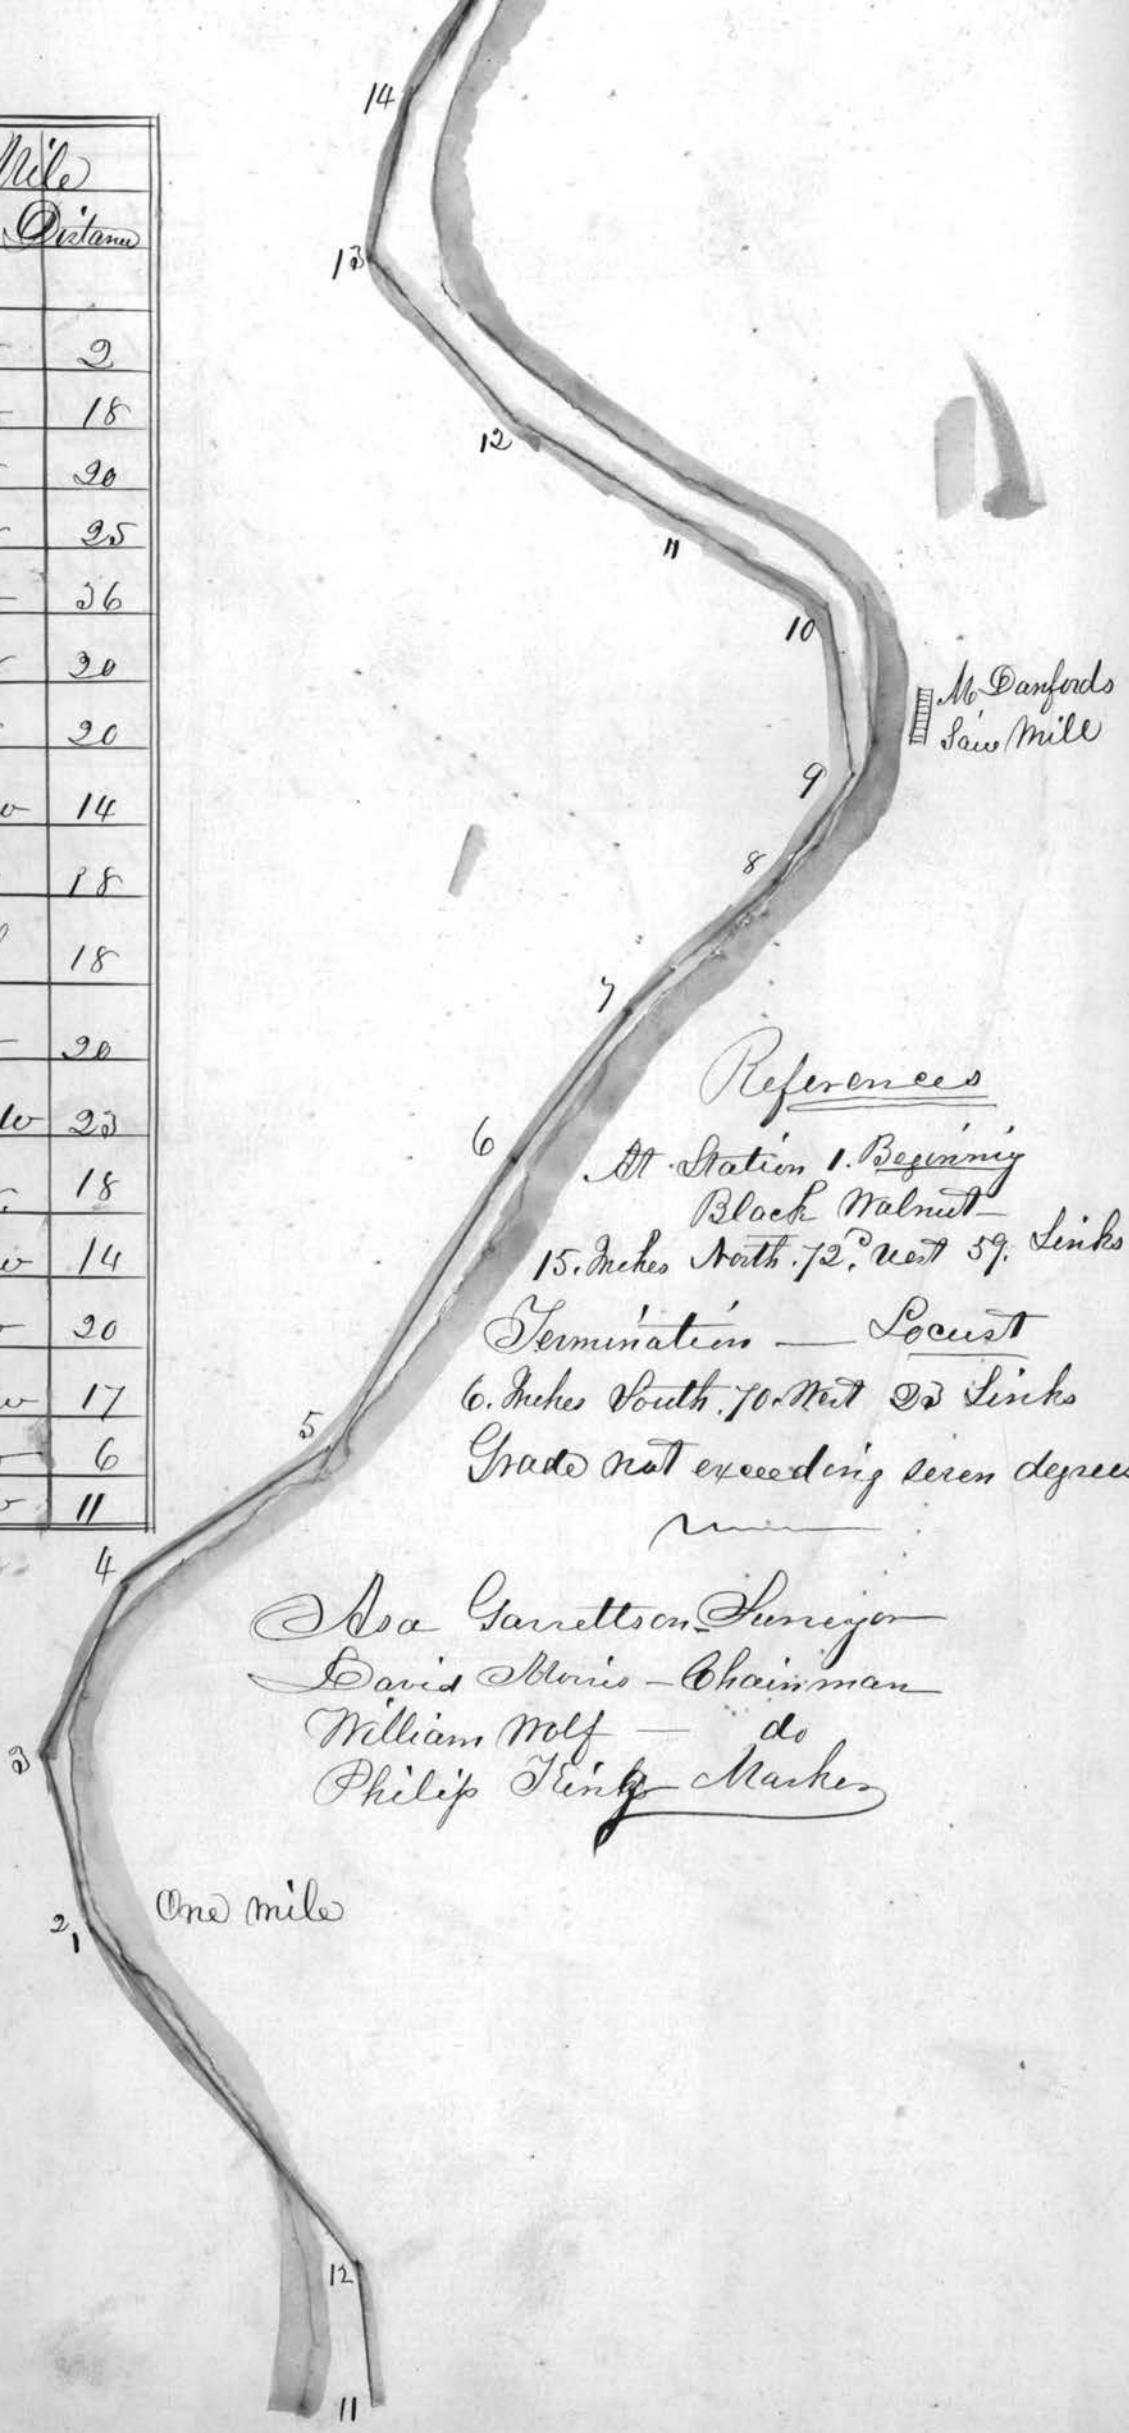 Mile
Distance
2
18
20
25
36
20
14
18
18
20
23
18
14
20
17
6
11
14
13
12
11
10
9
8
7
6
5
4
3
2
1
12
11
M Danfords
Saw Mill
References
At Station 1. Beginnig
Black Walnut
15. Inches North. 72° West 59. Links
Termination — Locust
6. Inches South. 70. West 23 Links
Grade not exceeding seven degrees
Asa Garrettson - Surveyor
David Morris - Chainman
William Wolf — do
Philip King Marker
One mile